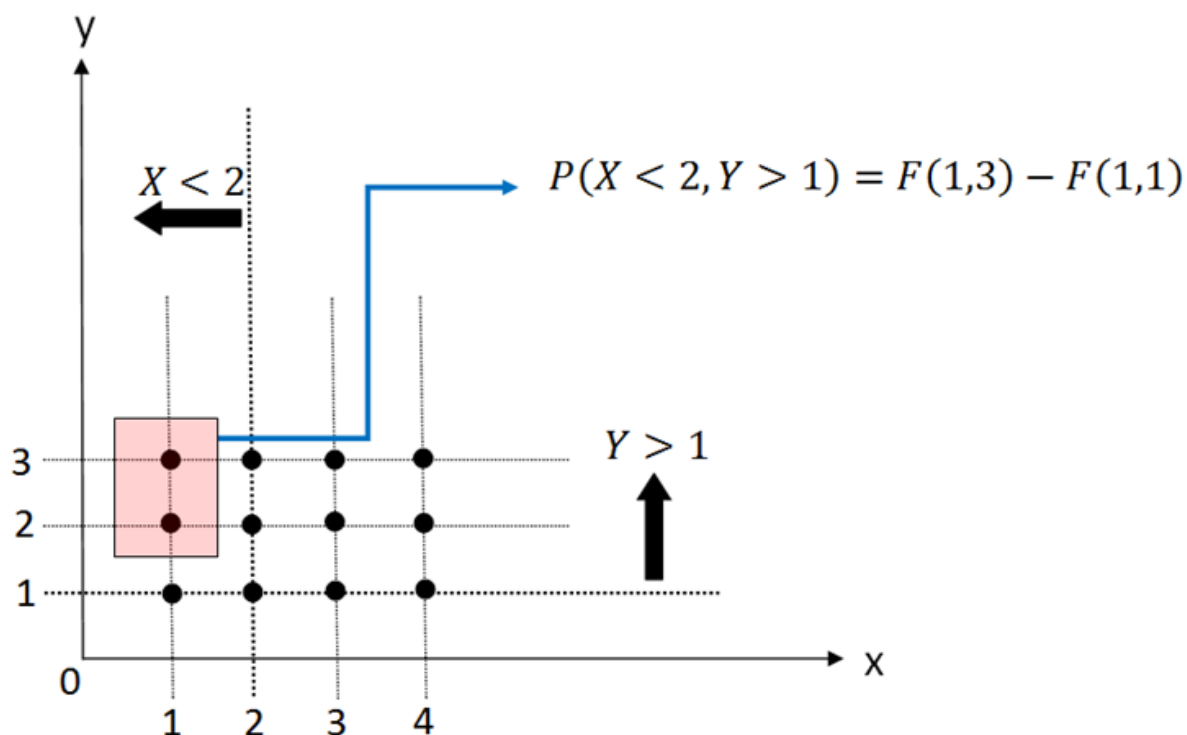 y
X < 2
P(X < 2, Y > 1) = F(1,3) − F(1,1)
3
Y > 1
2
1
0
x
1 2 3 4